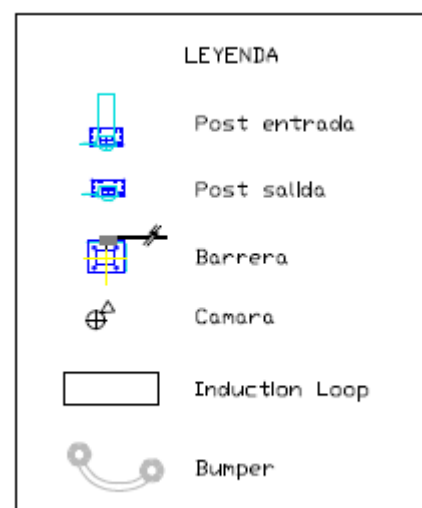 LEYENDA
Post entrada
Post salida
Barrera
Camara
Induction Loop
Bumper